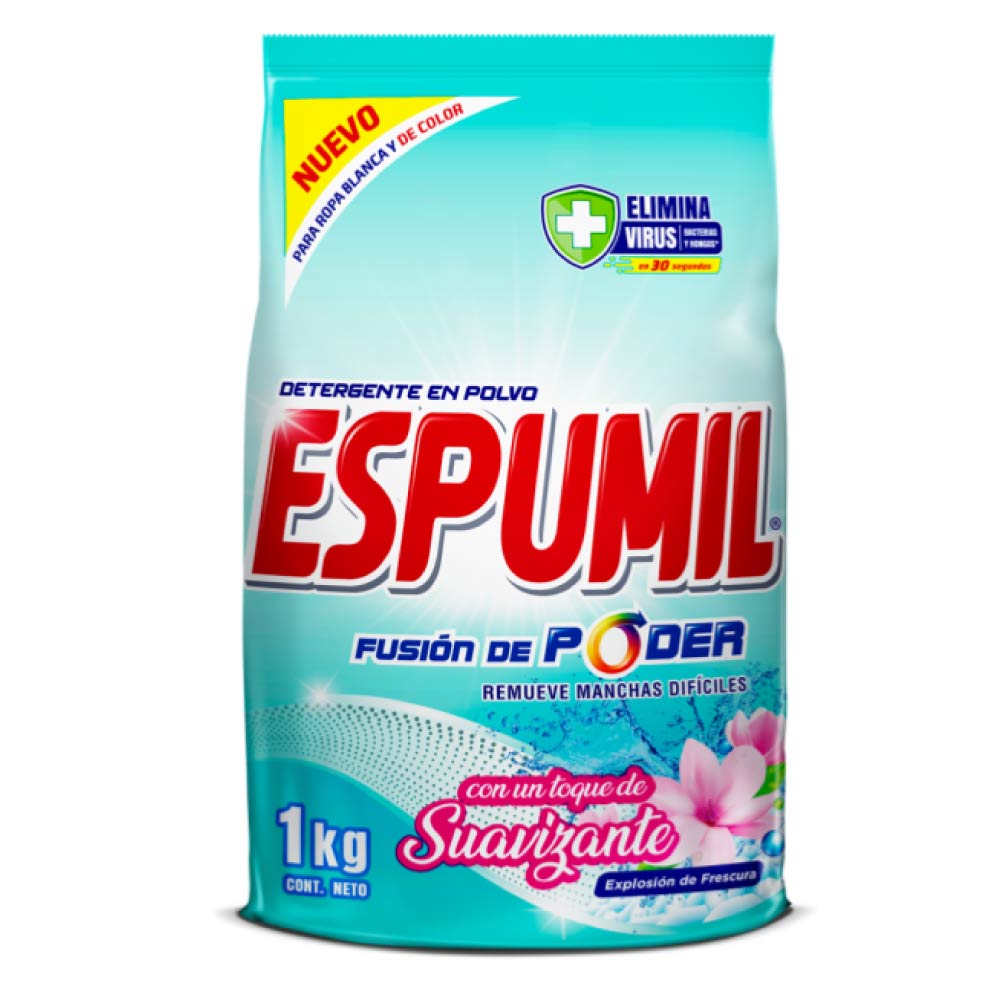 NUEVO
PARA ROPA BLANCA Y DE COLOR
ELIMINA
VIRUS BACTERIAS Y HONGOS*
en 30 segundos
DETERGENTE EN POLVO
ESPUMIL®
FUSIÓN DE PODER
REMUEVE MANCHAS DIFÍCILES
con un toque de
Suavizante
Explosión de Frescura
1kg
CONT. NETO